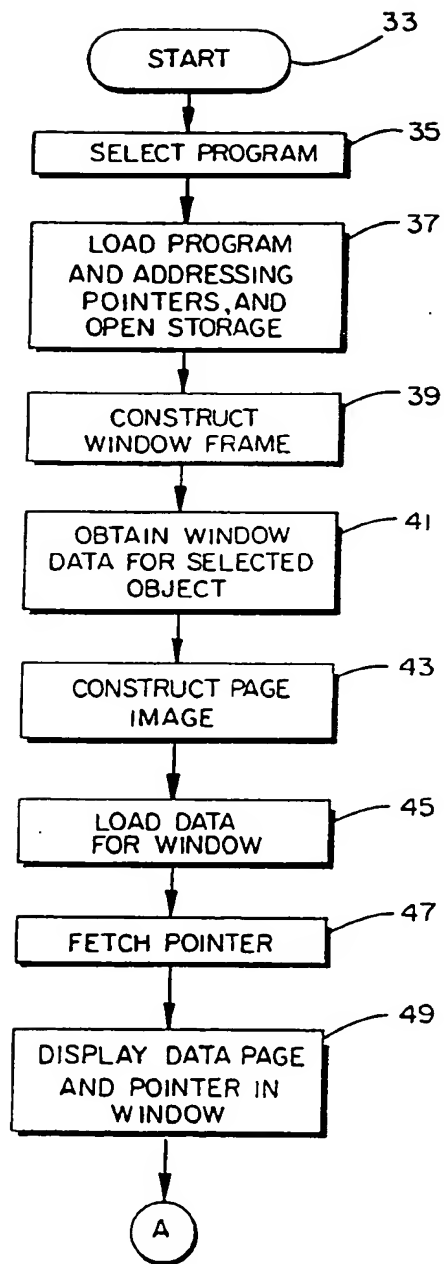 33
START
35
SELECT PROGRAM
37
LOAD PROGRAM
AND ADDRESSING
POINTERS, AND
OPEN STORAGE
39
CONSTRUCT
WINDOW FRAME
41
OBTAIN WINDOW
DATA FOR SELECTED
OBJECT
43
CONSTRUCT PAGE
IMAGE
45
LOAD DATA
FOR WINDOW
47
FETCH POINTER
49
DISPLAY DATA PAGE
AND POINTER IN
WINDOW
A